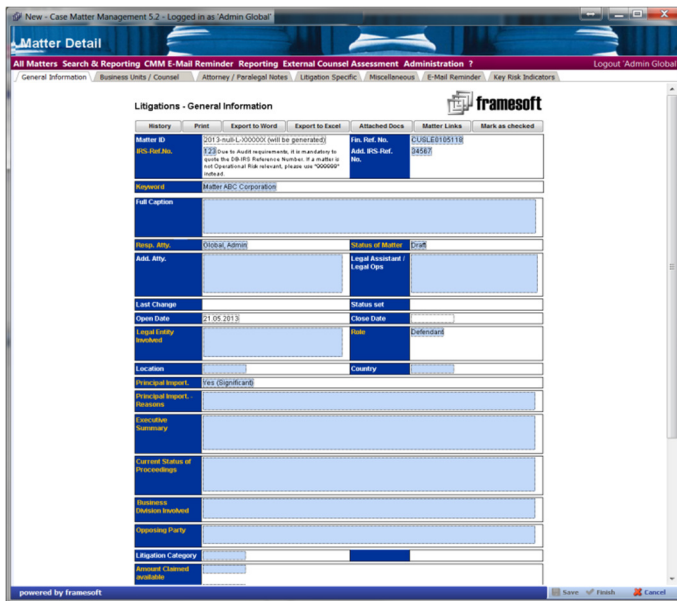 New - Case Matter Management 5.2 - Logged in as 'Admin Global'
Matter Detail
All Matters Search & Reporting CMM E-Mail Reminder Reporting External Counsel Assessment Administration ? Logout 'Admin Global'
General Information Business Units / Counsel Attorney / Paralegal Notes Litigation Specific Miscellaneous E-Mail Reminder Key Risk Indicators
Litigations - General Information
framesoft
History Print Export to Word Export to Excel Attached Docs Matter Links Mark as checked
Matter ID 2013-null-L-XXXXXX (will be generated) Fin. Ref. No. CUSLE0105118
IRS-Ref.No. 123 Due to Audit requirements, it is mandatory to Add. IRS-Ref. 34567
quote the DB-IRS Reference Number. If a matter is No.
not Operational Risk relevant, please use "999999"
instead.
Keyword Matter ABC Corporation
Full Caption
Resp. Atty. Global, Admin Status of Matter Draft
Add. Atty. Legal Assistant /
Legal Ops
Last Change Status set
Open Date 21.05.2013 Close Date
Legal Entity Role Defendant
Involved
Location Country
Principal Import. Yes (Significant)
Principal Import. -
Reasons
Executive
Summary
Current Status of
Proceedings
Business
Division Involved
Opposing Party
Litigation Category
Amount Claimed
available
powered by framesoft Save Finish Cancel